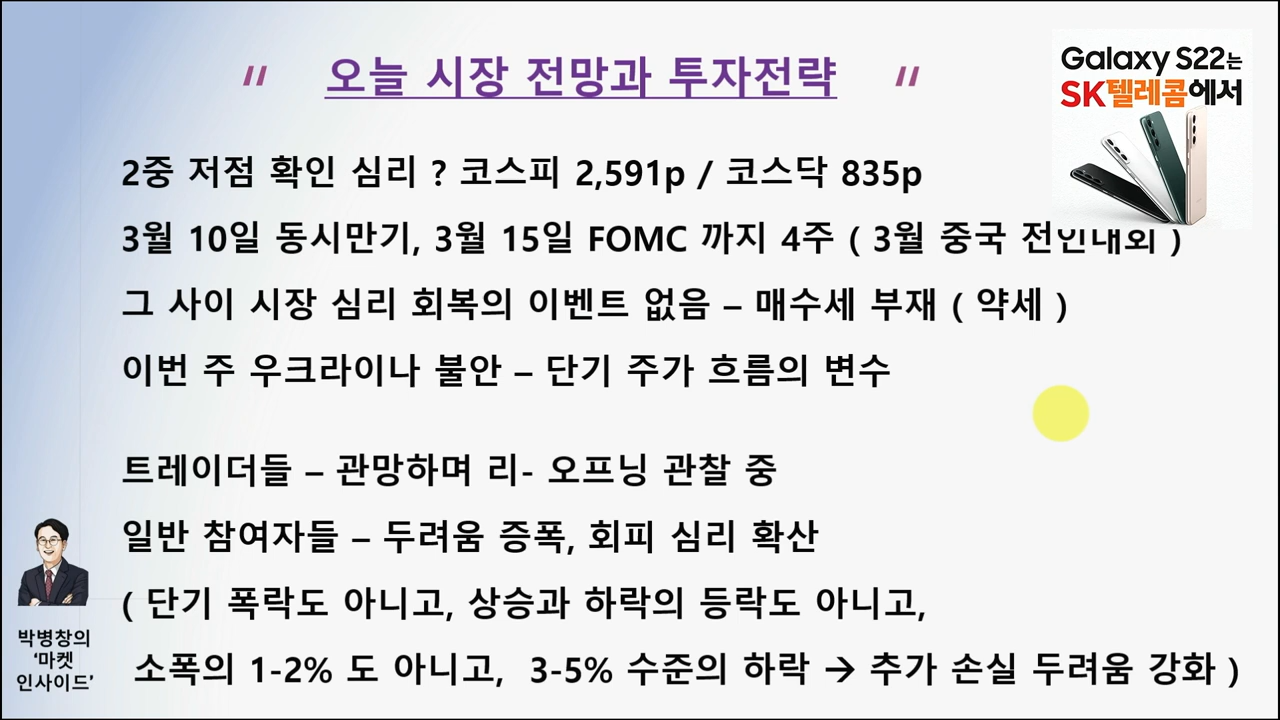 " 오늘 시장 전망과 투자전략 "
Galaxy S22는
SK텔레콤에서
2중 저점 확인 심리 ? 코스피 2,591p / 코스닥 835p
3월 10일 동시만기, 3월 15일 FOMC 까지 4주 ( 3월 중국 전인대회 )
그 사이 시장 심리 회복의 이벤트 없음 – 매수세 부재 ( 약세 )
이번 주 우크라이나 불안 – 단기 주가 흐름의 변수
트레이더들 – 관망하며 리- 오프닝 관찰 중
일반 참여자들 – 두려움 증폭, 회피 심리 확산
( 단기 폭락도 아니고, 상승과 하락의 등락도 아니고,
소폭의 1-2% 도 아니고, 3-5% 수준의 하락 → 추가 손실 두려움 강화 )
박병창의
‘마켓
인사이드’